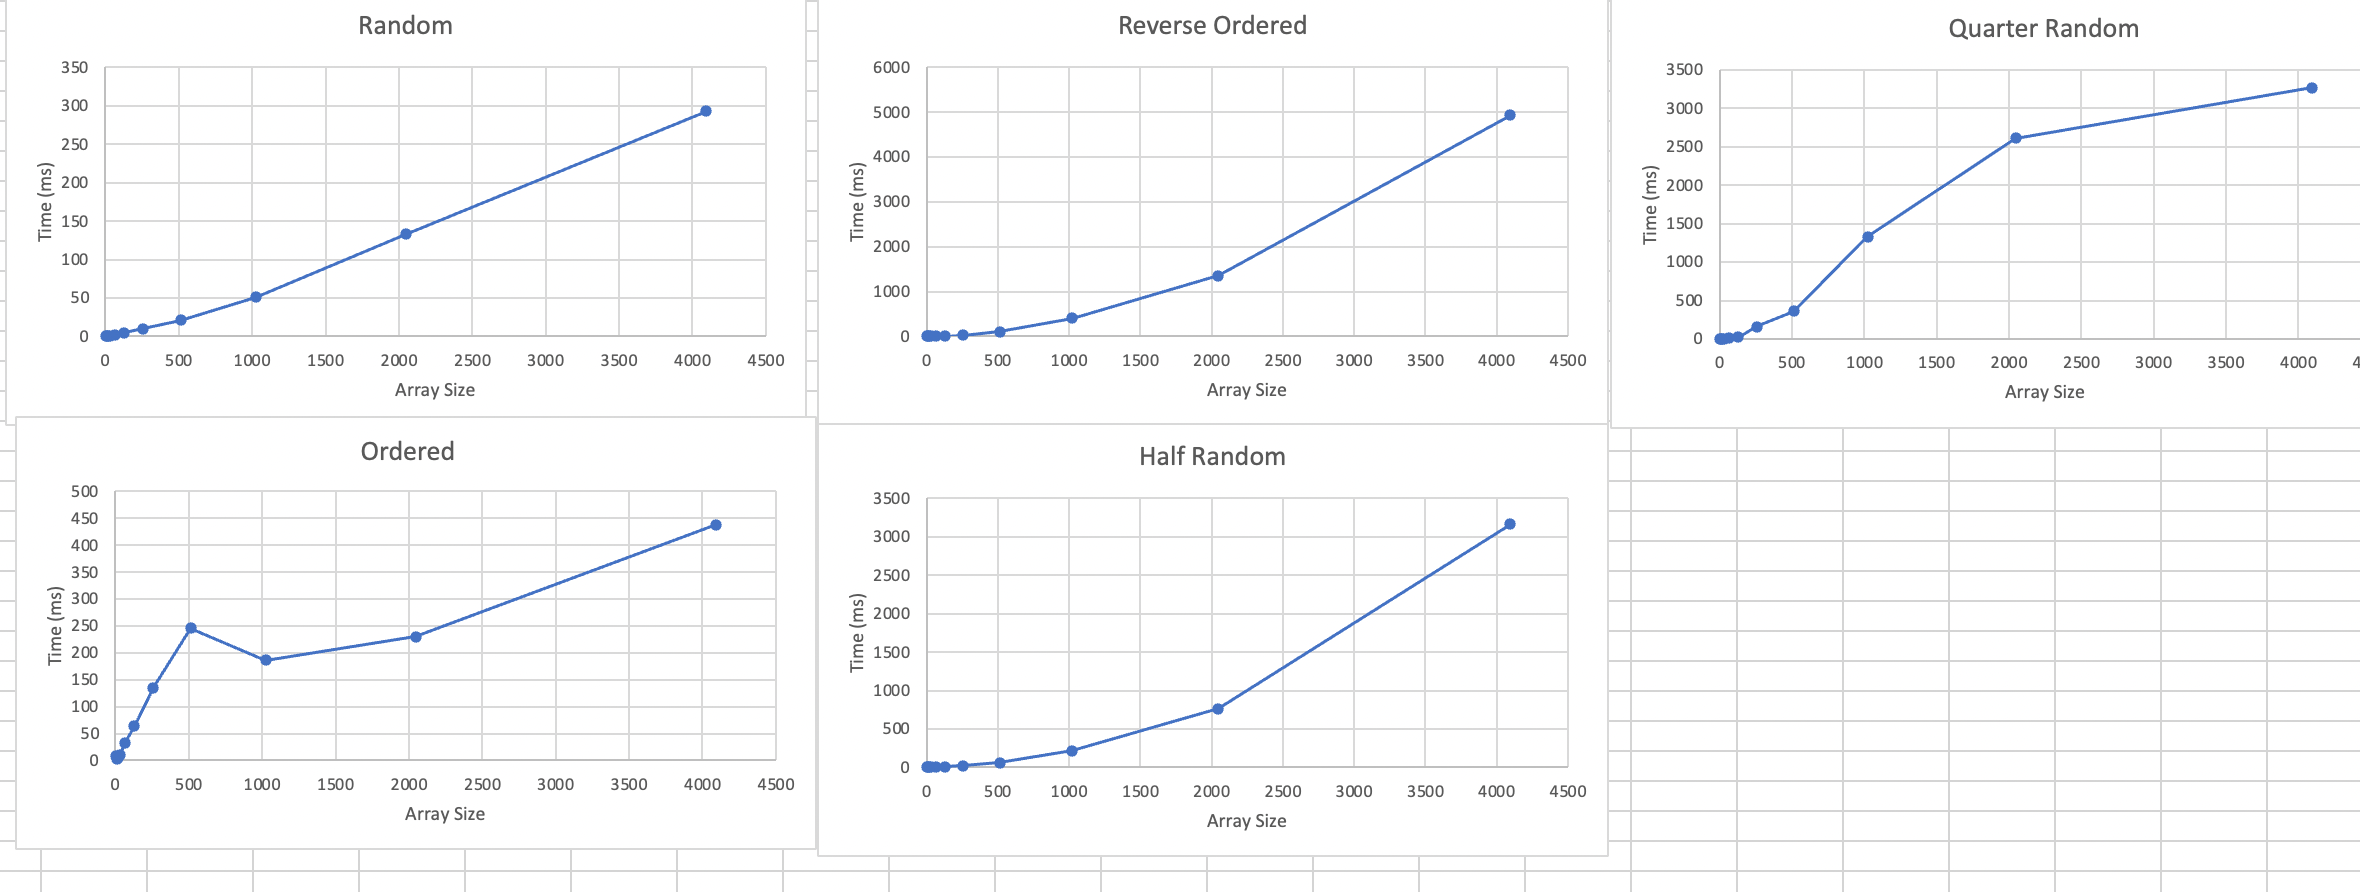 Random
350
300
250
200
150
100
50
0
Time (ms)
0 500 1000 1500 2000 2500 3000 3500 4000 4500
Array Size
Reverse Ordered
6000
5000
4000
3000
2000
1000
0
Time (ms)
0 500 1000 1500 2000 2500 3000 3500 4000 4500
Array Size
Quarter Random
3500
3000
2500
2000
1500
1000
500
0
Time (ms)
0 500 1000 1500 2000 2500 3000 3500 4000 4
Array Size
Ordered
500
450
400
350
300
250
200
150
100
50
0
Time (ms)
0 500 1000 1500 2000 2500 3000 3500 4000 4500
Array Size
Half Random
3500
3000
2500
2000
1500
1000
500
0
Time (ms)
0 500 1000 1500 2000 2500 3000 3500 4000 4500
Array Size